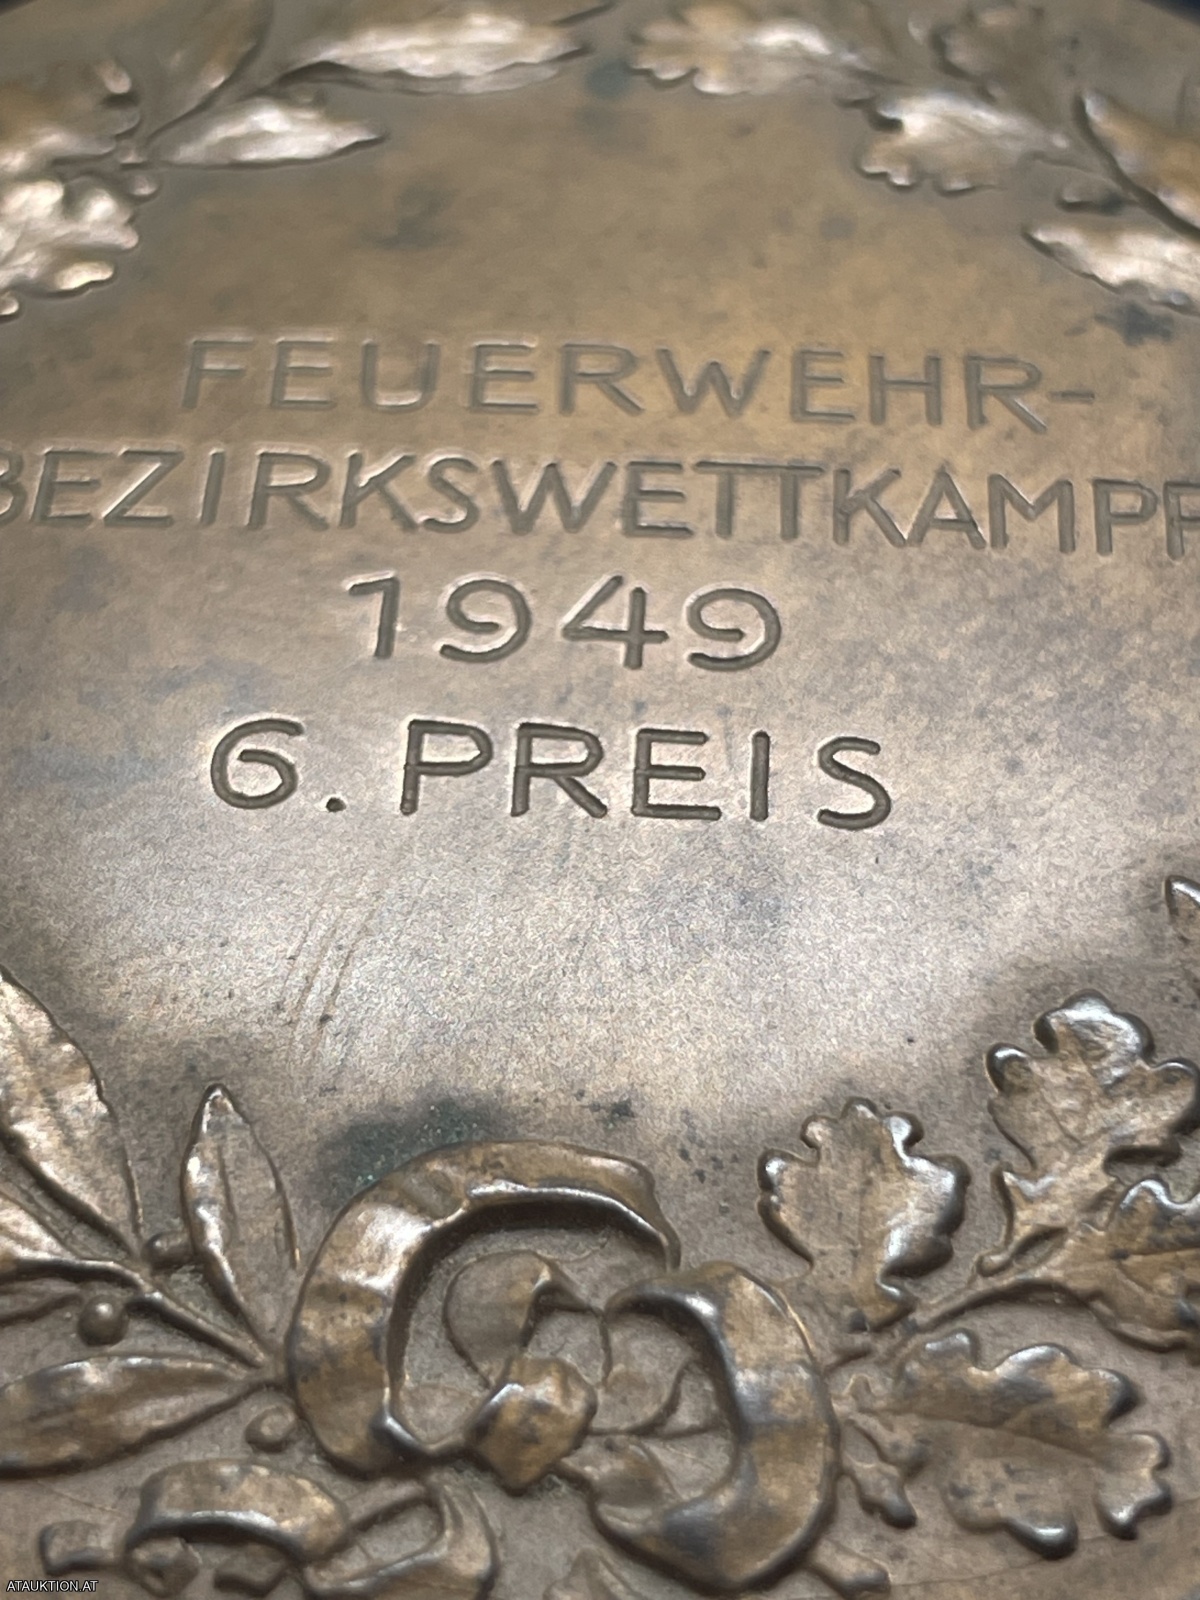 FEUERWEHR-
BEZIRKSWETTKAMPF
1949
6. PREIS
ATAUKTION.AT